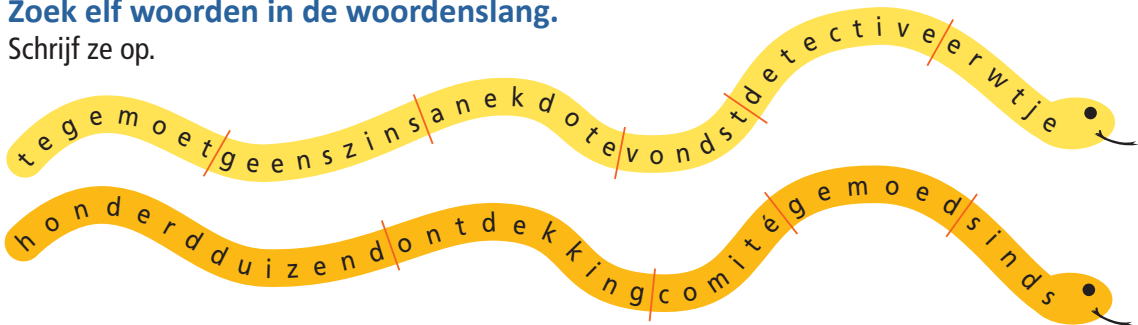 Zoek elf woorden in de woordenslang.
Schrijf ze op.
tegemoetgeenszinsanekdotevondstdetectiveerwtje
honderdduizendontdekkingcomitégemoedsinds